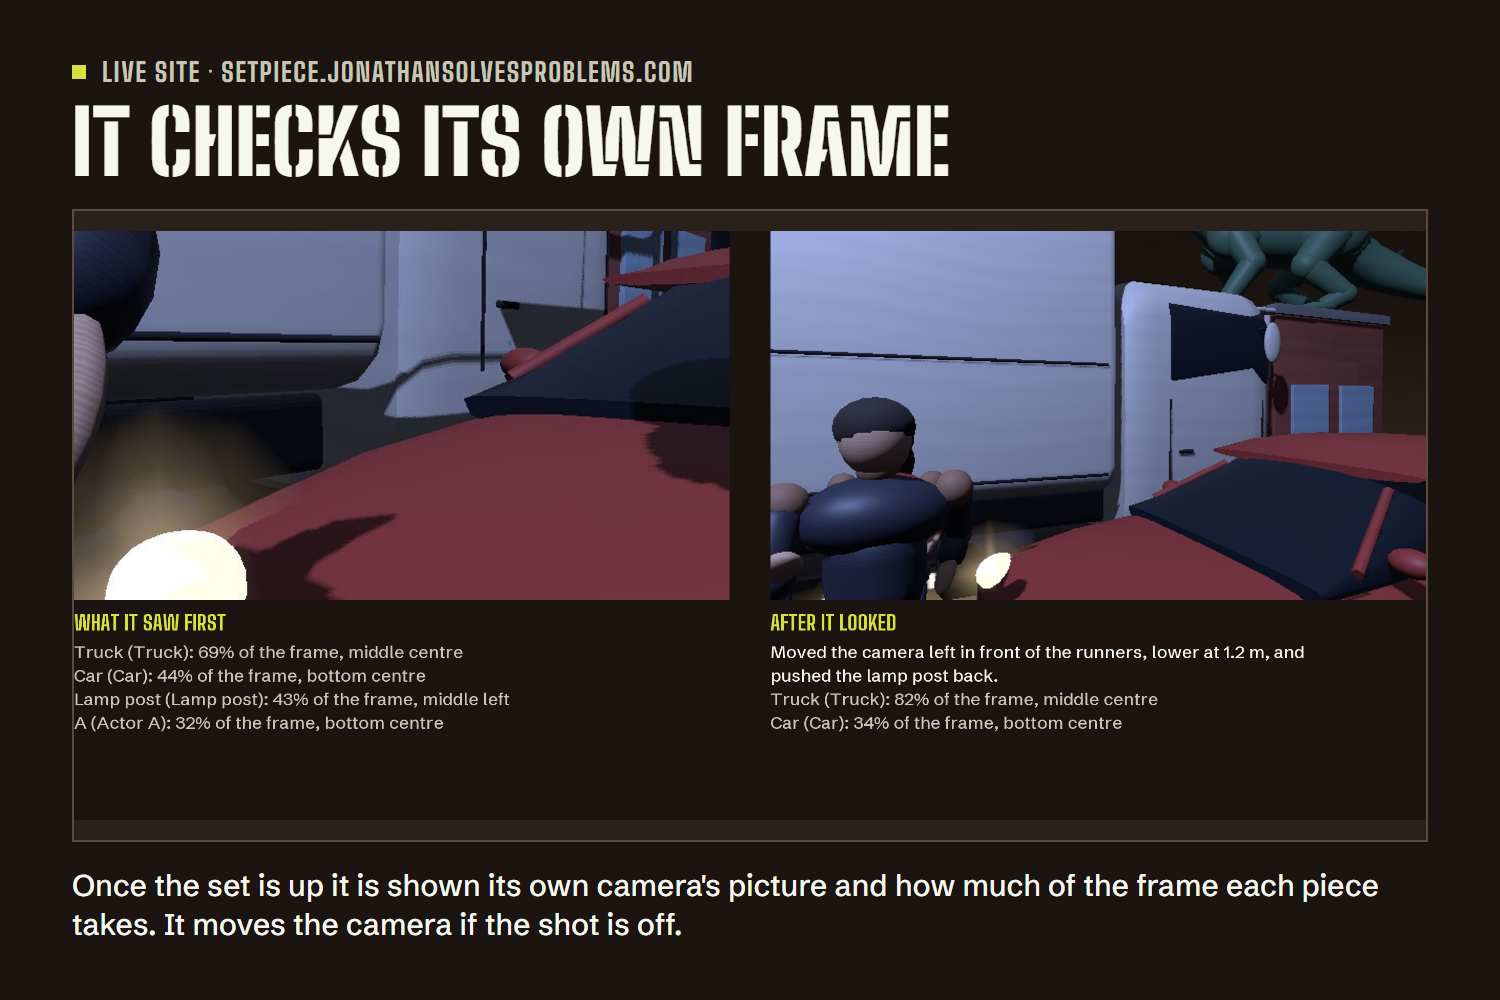 LIVE SITE · SETPIECE.JONATHANSOLVESPROBLEMS.COM
IT CHECKS ITS OWN FRAME
WHAT IT SAW FIRST
Truck (Truck): 69% of the frame, middle centre
Car (Car): 44% of the frame, bottom centre
Lamp post (Lamp post): 43% of the frame, middle left
A (Actor A): 32% of the frame, bottom centre
AFTER IT LOOKED
Moved the camera left in front of the runners, lower at 1.2 m, and
pushed the lamp post back.
Truck (Truck): 82% of the frame, middle centre
Car (Car): 34% of the frame, bottom centre
Once the set is up it is shown its own camera's picture and how much of the frame each piece
takes. It moves the camera if the shot is off.